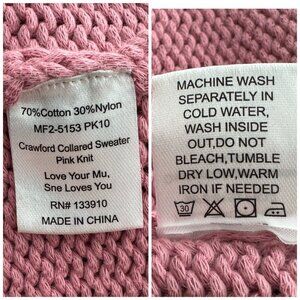 70%Cotton 30%Nylon
MF2-5153 PK10
Crawford Collared Sweater
Pink Knit
Love Your Mu,
She Loves You
RN# 133910
MADE IN CHINA
MACHINE WASH
SEPARATELY IN
COLD WATER,
WASH INSIDE
OUT,DO NOT
BLEACH,TUMBLE
DRY LOW,WARM
IRON IF NEEDED
30